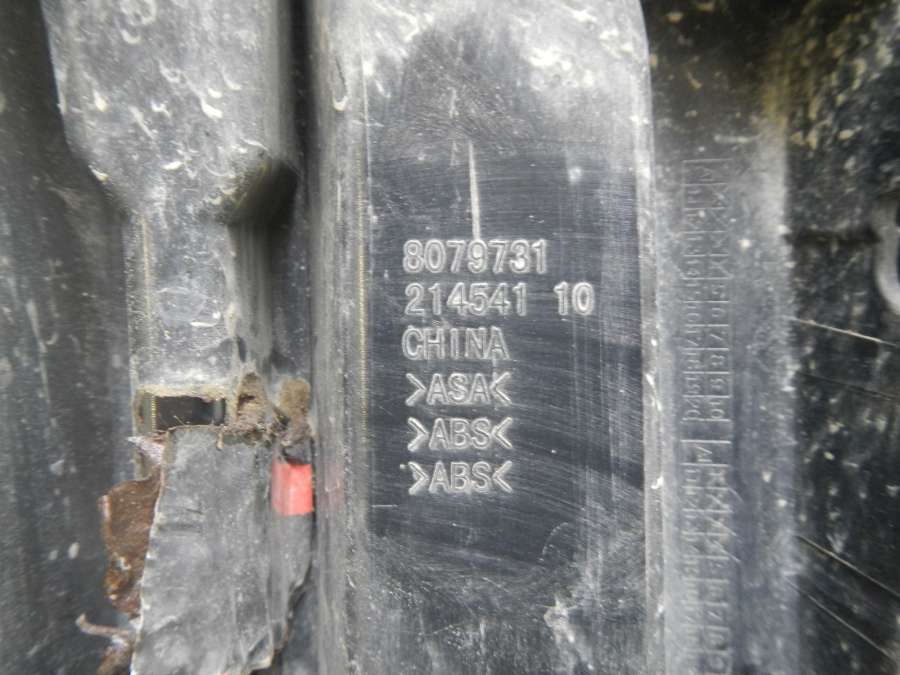 8079731
214541 10
CHINA
>ASA<
>ABS<
>ABS<